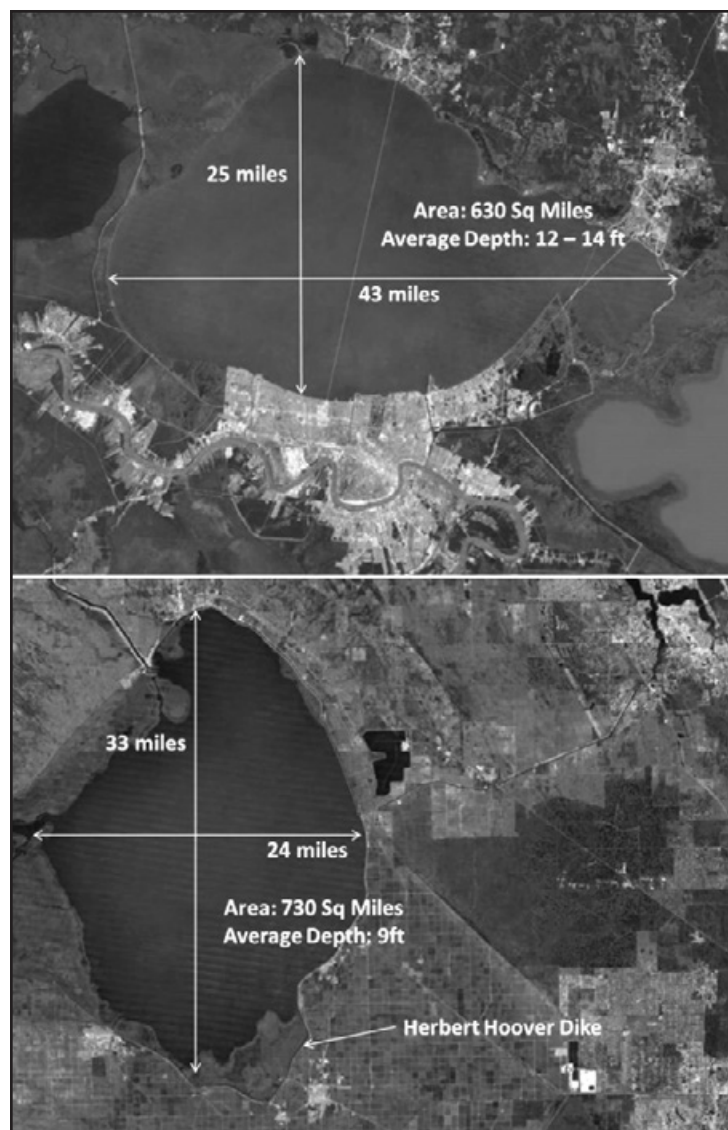 25 miles
Area: 630 Sq Miles
Average Depth: 12 – 14 ft
43 miles
33 miles
24 miles
Area: 730 Sq Miles
Average Depth: 9ft
Herbert Hoover Dike